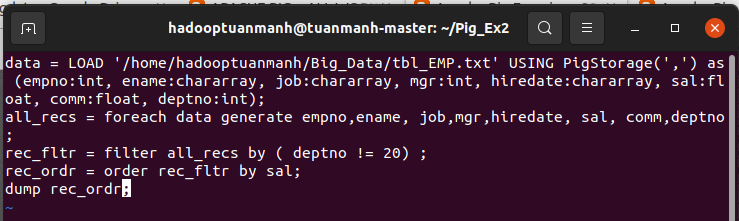 hadooptuanmanh@tuanmanh-master: ~/Pig_Ex2
data = LOAD '/home/hadooptuanmanh/Big_Data/tbl_EMP.txt' USING PigStorage(',') as
(empno:int, ename:chararray, job:chararray, mgr:int, hiredate:chararray, sal:fl
oat, comm:float, deptno:int);
all_recs = foreach data generate empno,ename, job,mgr,hiredate, sal, comm,deptno
;
rec_fltr = filter all_recs by ( deptno != 20) ;
rec_ordr = order rec_fltr by sal;
dump rec_ordr;
~